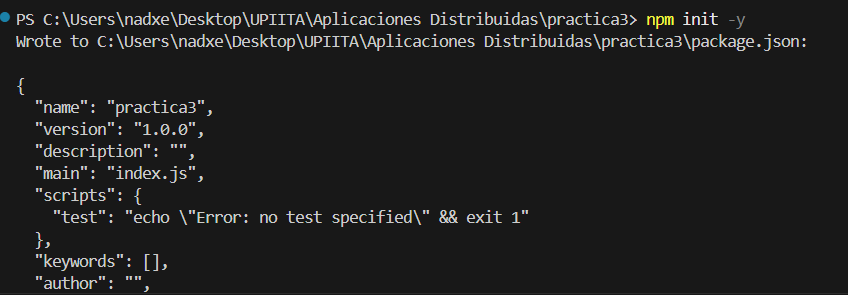 PS C:\Users\nadxe\Desktop\UPIITA\Aplicaciones Distribuidas\practica3> npm init -y
Wrote to C:\Users\nadxe\Desktop\UPIITA\Aplicaciones Distribuidas\practica3\package.json:
{
  "name": "practica3",
  "version": "1.0.0",
  "description": "",
  "main": "index.js",
  "scripts": {
    "test": "echo \"Error: no test specified\" && exit 1"
  },
  "keywords": [],
  "author": "",